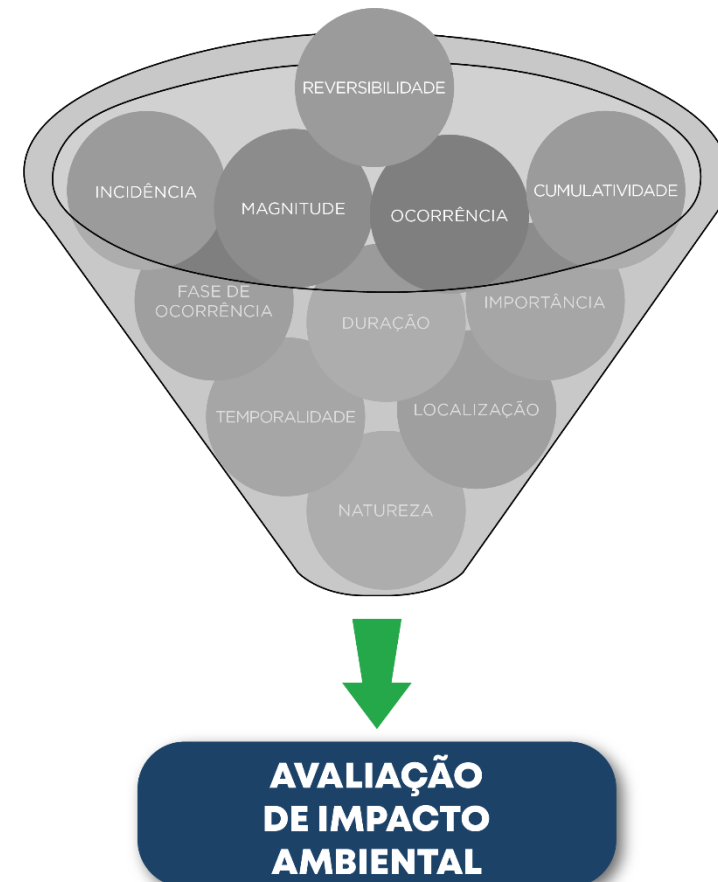 REVERSIBILIDADE
INCIDÊNCIA
MAGNITUDE
OCORRÊNCIA
CUMULATIVIDADE
FASE DE
OCORRÊNCIA
DURAÇÃO
IMPORTÂNCIA
TEMPORALIDADE
LOCALIZAÇÃO
NATUREZA
AVALIAÇÃO
DE IMPACTO
AMBIENTAL